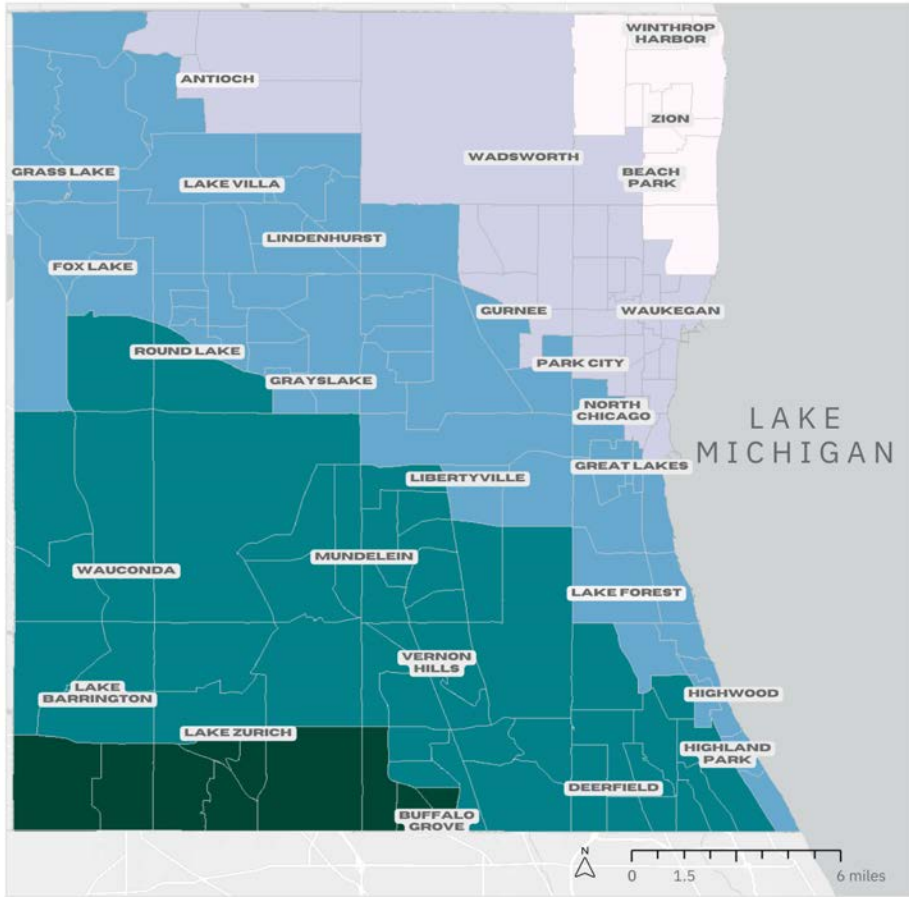 WINTHROP
HARBOR
ANTIOCH
ZION
WADSWORTH
GRASS LAKE
BEACH
PARK
LAKE VILLA
LINDENHURST
FOX LAKE
GURNEE
WAUKEGAN
ROUND LAKE
PARK CITY
GRAYSLAKE
NORTH
CHICAGO
LAKE
MICHIGAN
GREAT LAKES
LIBERTYVILLE
MUNDELEIN
WAUCONDA
LAKE FOREST
VERNON
HILLS
LAKE
BARRINGTON
HIGHWOOD
LAKE ZURICH
HIGHLAND
PARK
DEERFIELD
BUFFALO
GROVE
N
0 1.5 6 miles